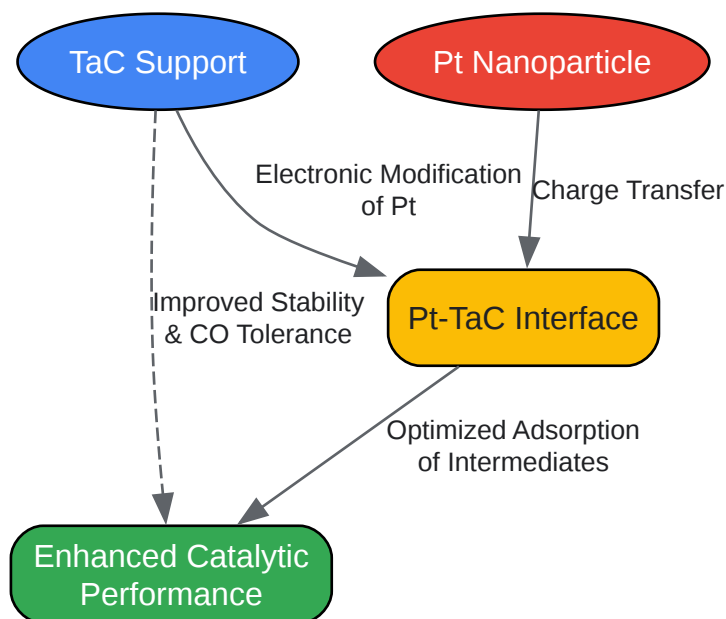 TaC Support
Pt Nanoparticle
Electronic Modification
of Pt
Charge Transfer
Improved Stability
& CO Tolerance
Pt-TaC Interface
Optimized Adsorption
of Intermediates
Enhanced Catalytic
Performance